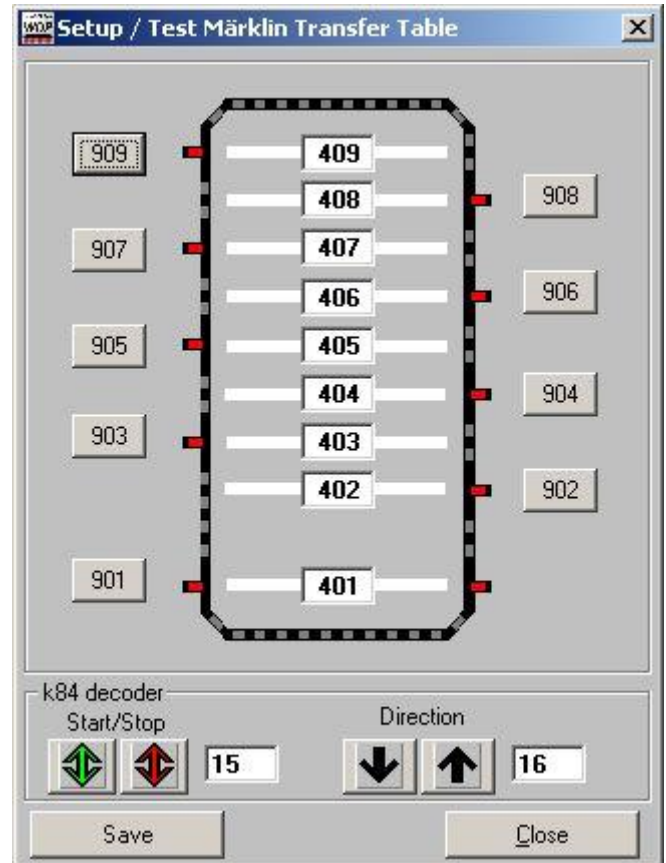 WDP Setup / Test Märklin Transfer Table
909 409
408 908
907 407
406 906
905 405
404 904
903 403
402 902
901 401
k84 decoder
Start/Stop Direction
15 16
Save Close